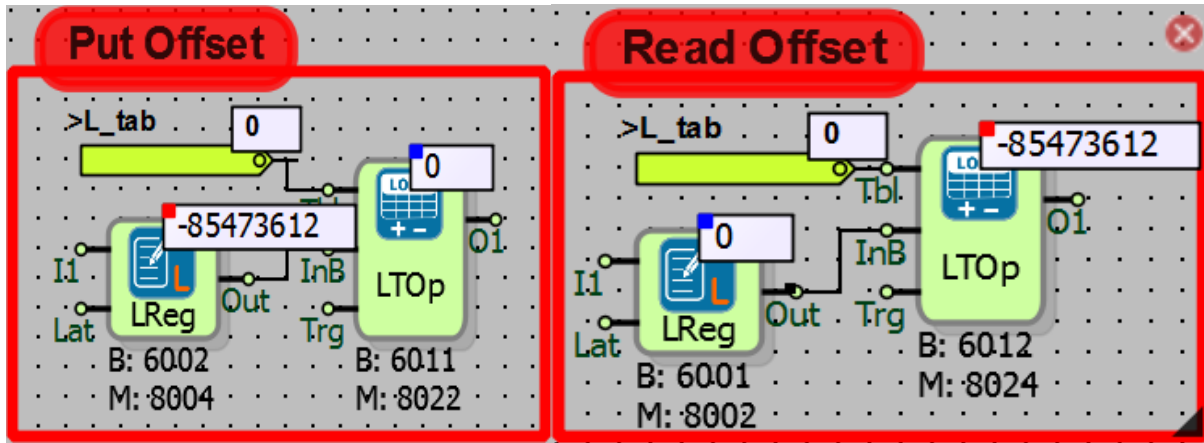 Put Offset
>L_tab
0
0
-85473612
O1
I1
L
InB
LTOp
Out
LReg
Lat
Trg
B: 6002
B: 6011
M: 8004
M: 8022
Read Offset
>L_tab
0
-85473612
Tbl
O1
0
InB
LTOp
I1
L
Out
Trg
LReg
Lat
B: 6012
B: 6001
M: 8024
M: 8002